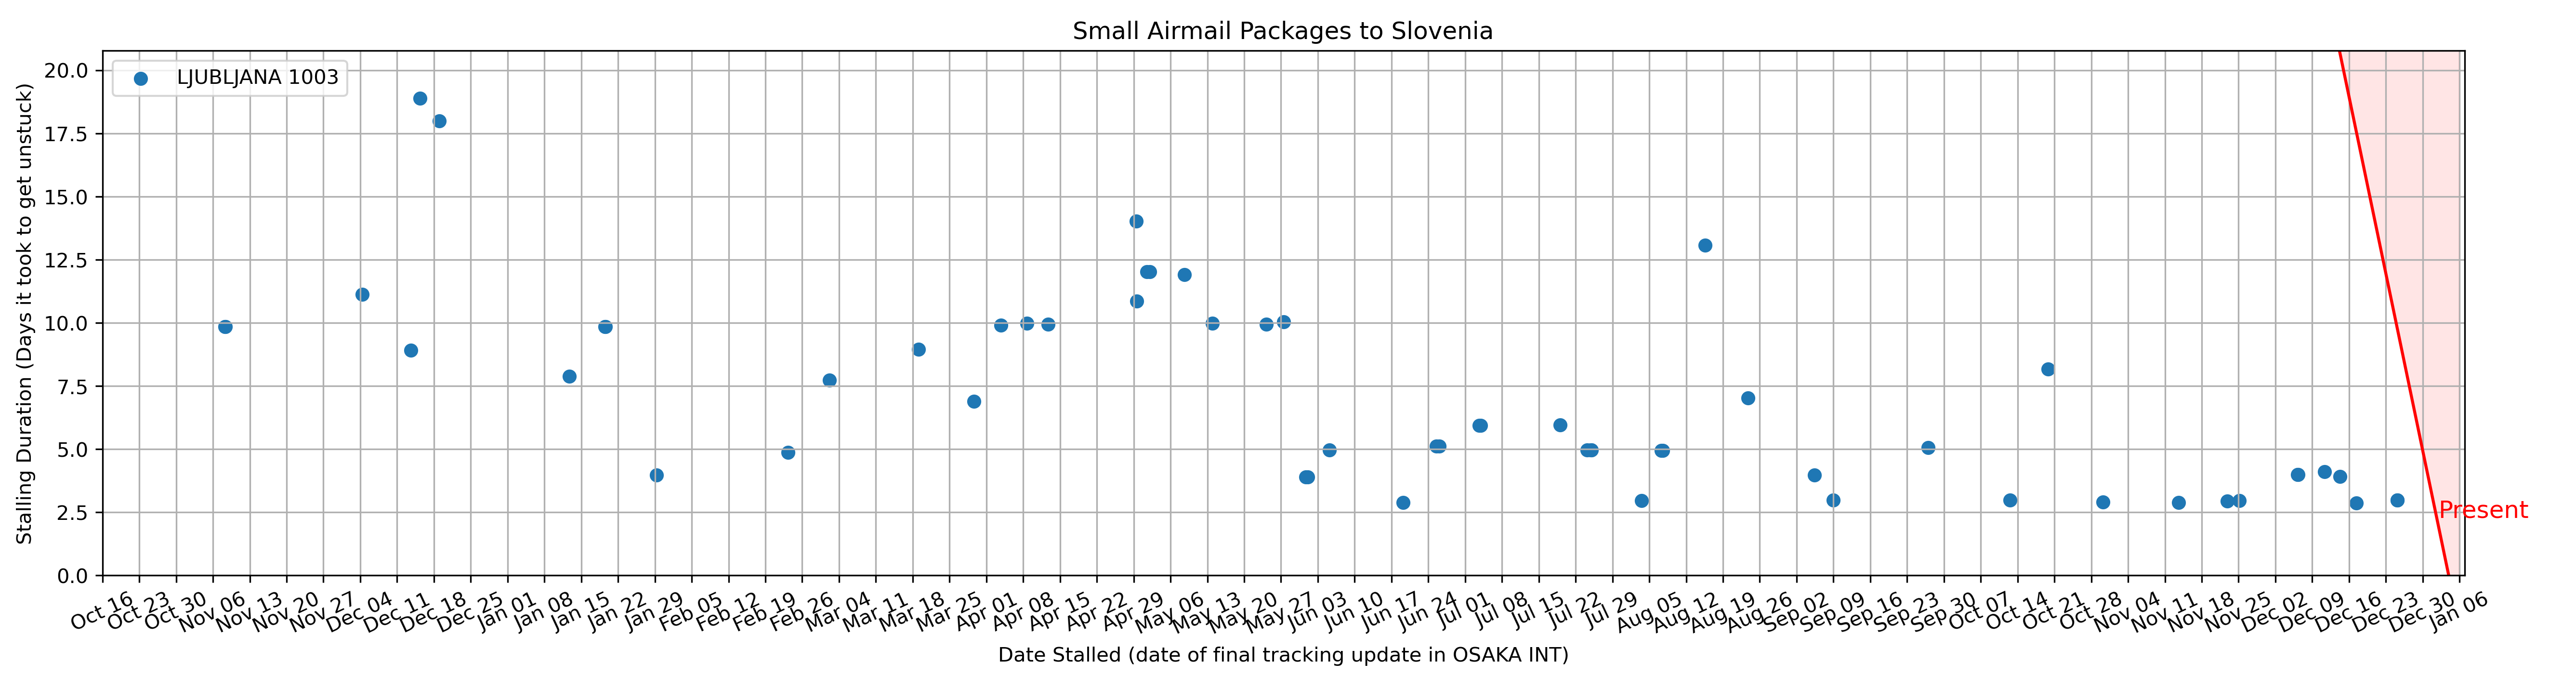 Small Airmail Packages to Slovenia
LJUBLJANA 1003
Stalling Duration (Days it took to get unstuck)
20.0
17.5
15.0
12.5
10.0
7.5
5.0
2.5
0.0
Present
Oct 16 Oct 23 Oct 30 Nov 06 Nov 13 Nov 20 Nov 27 Dec 04 Dec 11 Dec 18 Dec 25 Jan 01 Jan 08 Jan 15 Jan 22 Jan 29 Feb 05 Feb 12 Feb 19 Feb 26 Mar 04 Mar 11 Mar 18 Mar 25 Apr 01 Apr 08 Apr 15 Apr 22 Apr 29 May 06 May 13 May 20 May 27 Jun 03 Jun 10 Jun 17 Jun 24 Jul 01 Jul 08 Jul 15 Jul 22 Jul 29 Aug 05 Aug 12 Aug 19 Aug 26 Sep 02 Sep 09 Sep 16 Sep 23 Sep 30 Oct 07 Oct 14 Oct 21 Oct 28 Nov 04 Nov 11 Nov 18 Nov 25 Dec 02 Dec 09 Dec 16 Dec 23 Dec 30 Jan 06
Date Stalled (date of final tracking update in OSAKA INT)